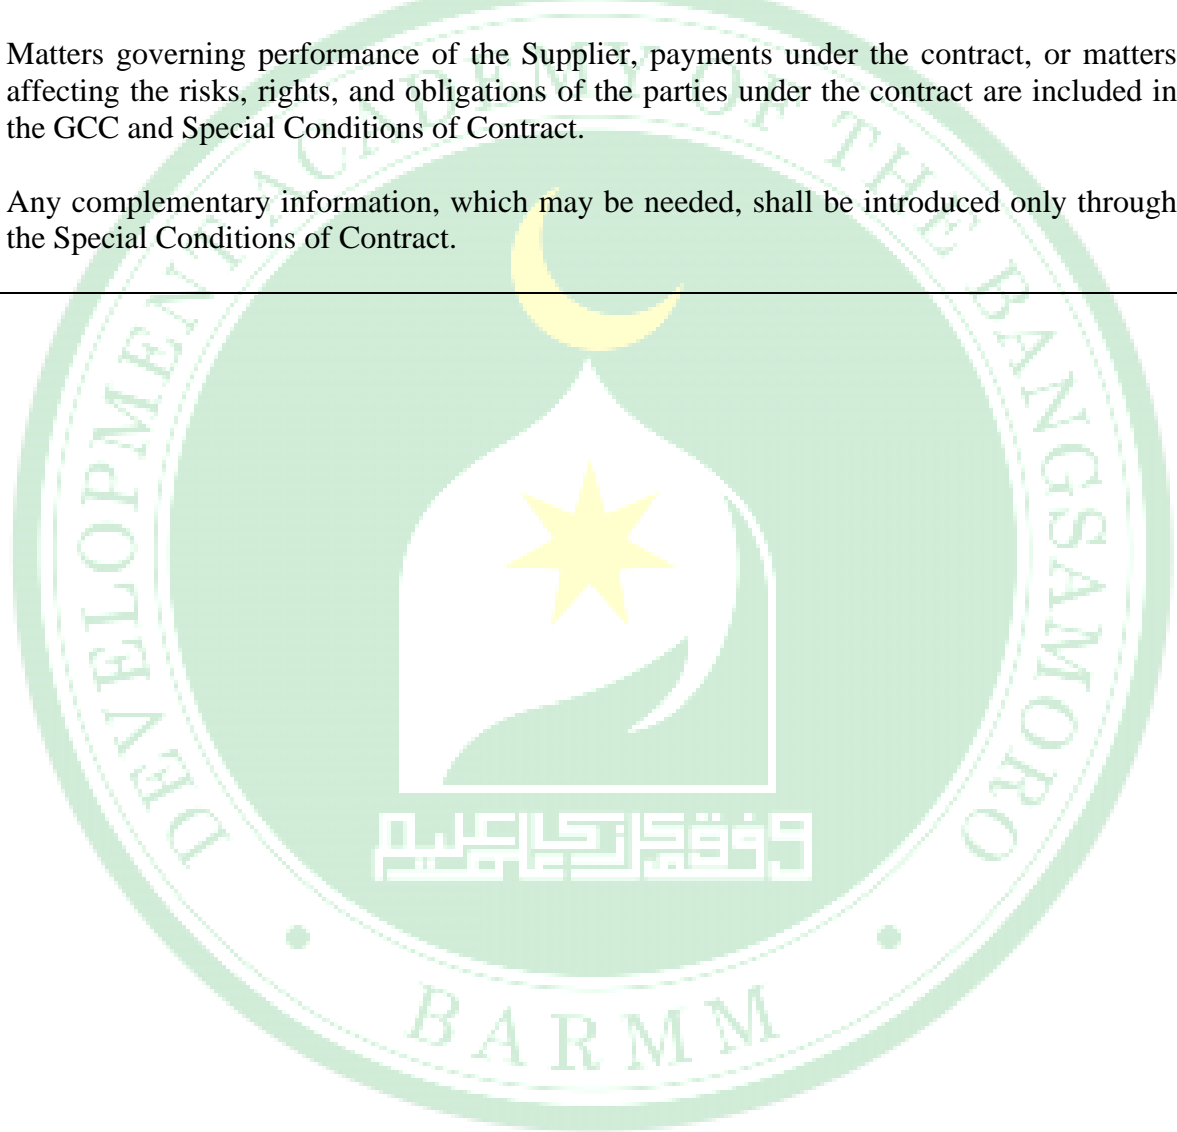 Matters governing performance of the Supplier, payments under the contract, or matters
affecting the risks, rights, and obligations of the parties under the contract are included in
the GCC and Special Conditions of Contract.
Any complementary information, which may be needed, shall be introduced only through
the Special Conditions of Contract.
DEVELOPMENT ACADEMY OF THE BANGSAMORO
BARMM